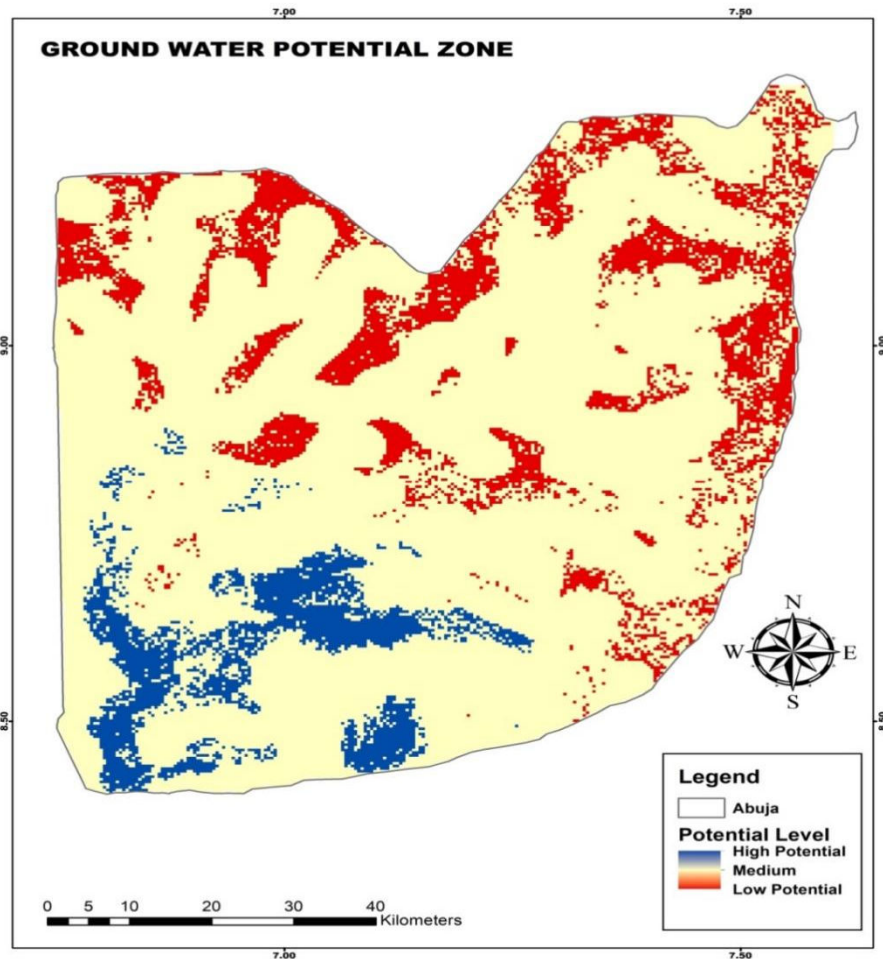 7.00 7.50
GROUND WATER POTENTIAL ZONE
9.00 9.00
N
W E
S
8.50 8.50
Legend
Abuja
Potential Level
High Potential
Medium
Low Potential
0 5 10 20 30 40
Kilometers
7.00 7.50